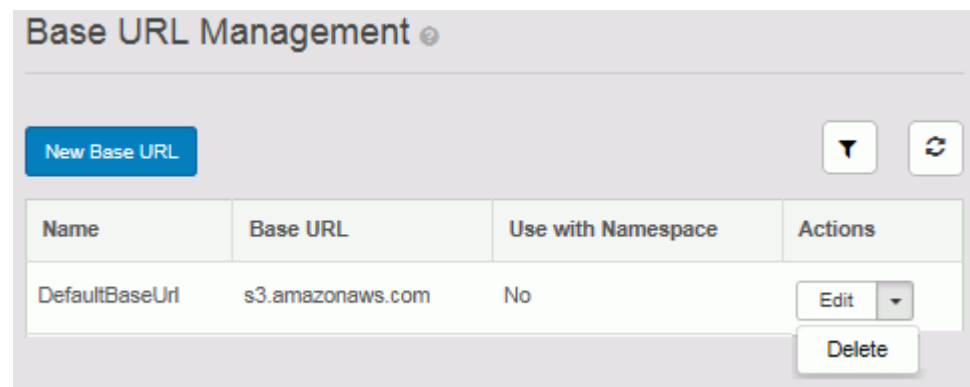 Base URL Management
New Base URL
Name Base URL Use with Namespace Actions
DefaultBaseUrl s3.amazonaws.com No Edit
Delete